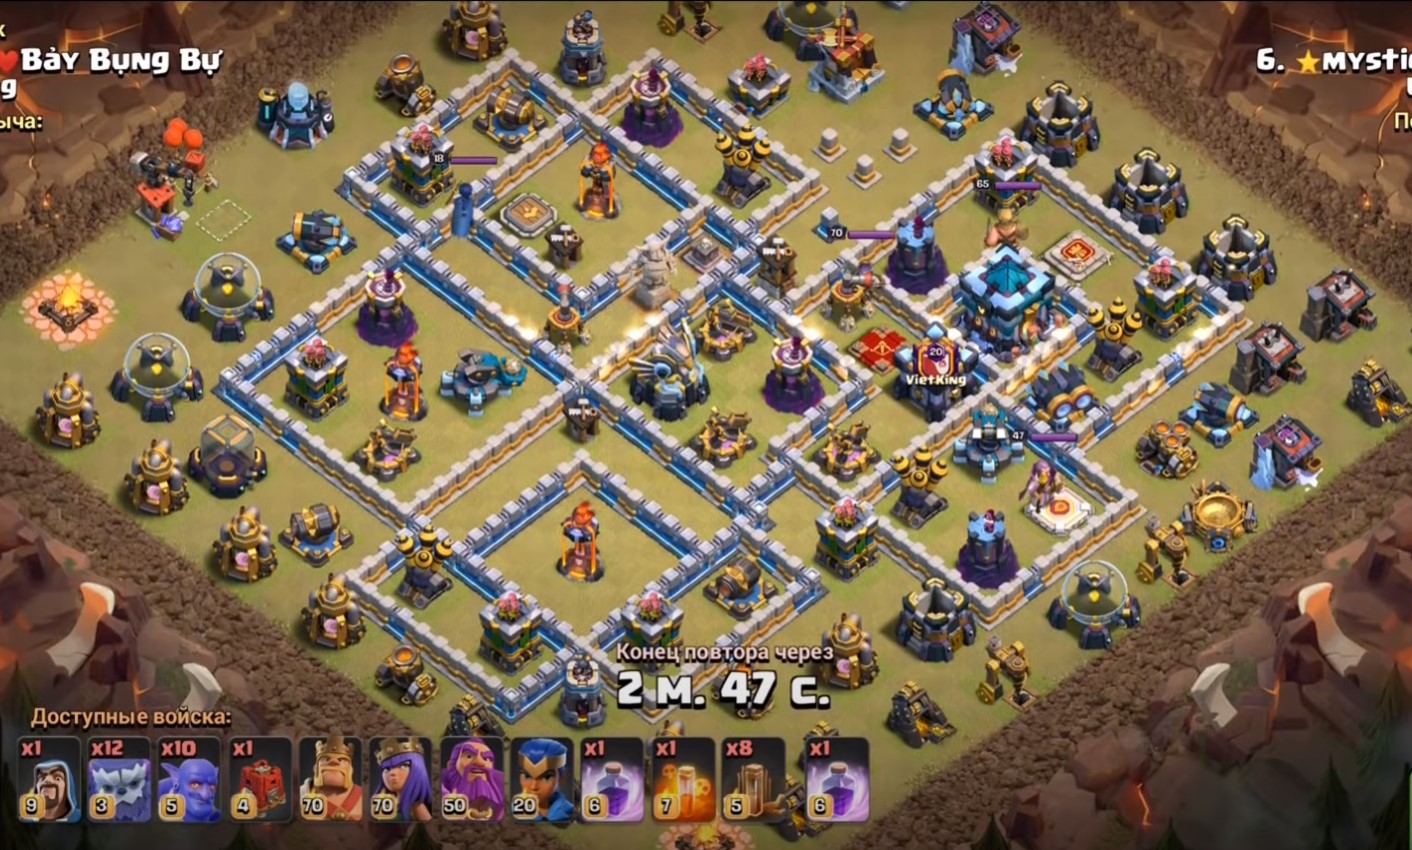 к
Bảy Bụng Bự
g
ыча:
6. MYSTIC
По
18
65
70
20
VietKing
47
Конец повтора через
2 м. 47 с.
Доступные войска:
x1 x12 x10 x1 x1 x1 x8 x1
9 3 5 4 70 70 50 20 6 7 5 6